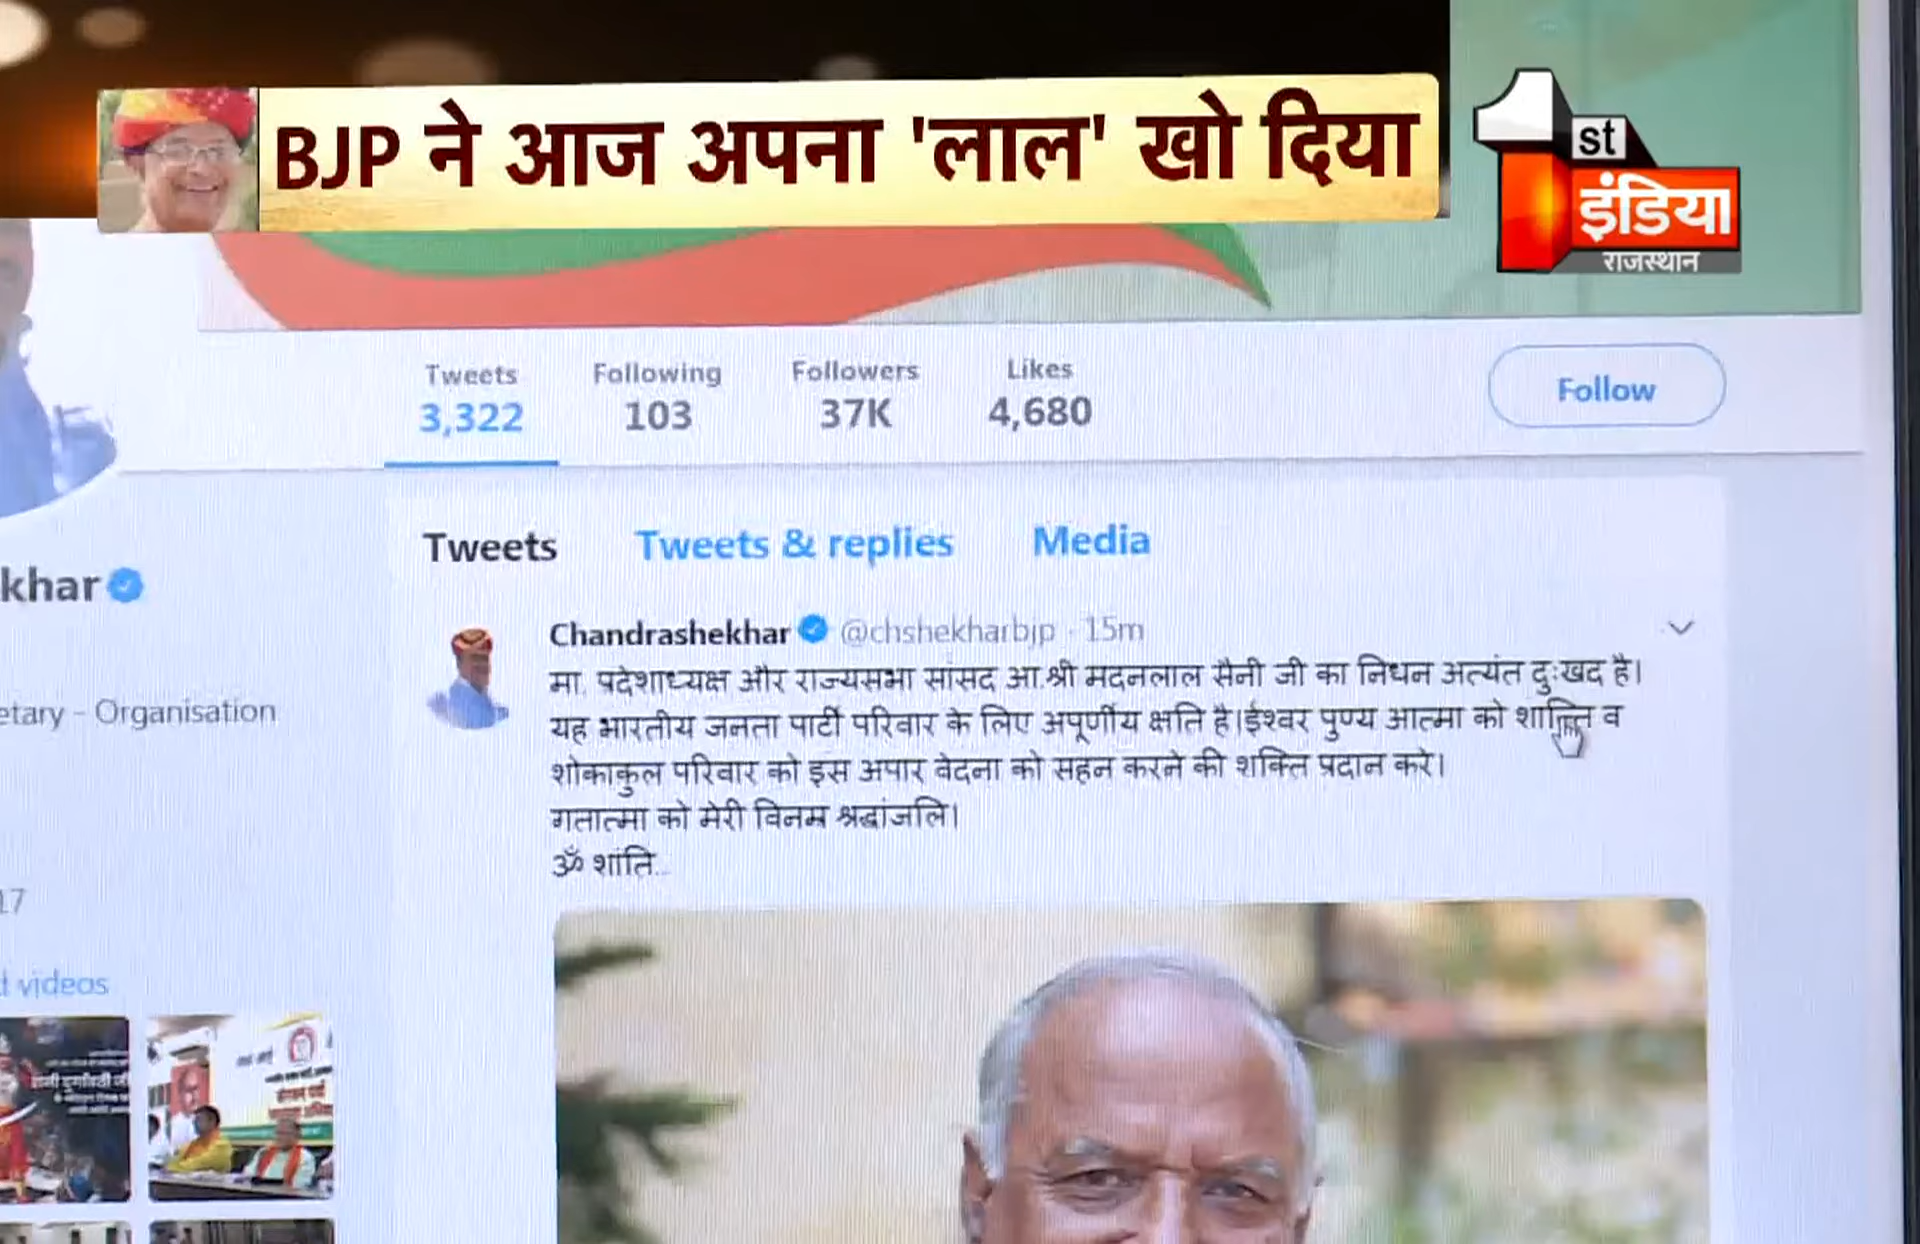 BJP ने आज अपना 'लाल' खो दिया
1st
इंडिया
राजस्थान
Tweets Following Followers Likes
3,322 103 37K 4,680
Follow
Tweets Tweets & replies Media
khar
Chandrashekhar @chshekharbjp · 15m
मा. प्रदेशाध्यक्ष और राज्यसभा सांसद आ.श्री मदनलाल सैनी जी का निधन अत्यंत दुःखद है।
यह भारतीय जनता पार्टी परिवार के लिए अपूर्णीय क्षति है।ईश्वर पुण्य आत्मा को शान्ति व
शोकाकुल परिवार को इस अपार वेदना को सहन करने की शक्ति प्रदान करे।
गतात्मा को मेरी विनम्र श्रद्धांजलि।
ॐ शांति..
etary - Organisation
17
d videos